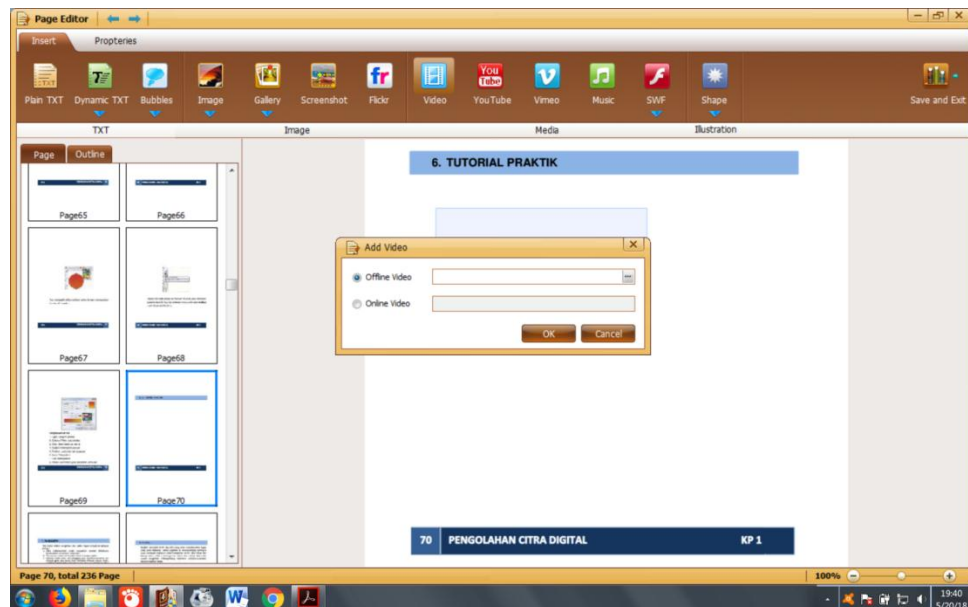 Page Editor
Insert Propteries
Plain TXT Dynamic TXT Bubbles Image Gallery Screenshot Flickr Video YouTube Vimeo Music SWF Shape Save and Exit
TXT Image Media Illustration
Page Outline
Page65 Page66
Page67 Page68
Page69 Page70
6. TUTORIAL PRAKTIK
Add Video
Offline Video
Online Video
OK Cancel
70 PENGOLAHAN CITRA DIGITAL KP 1
Page 70, total 236 Page 100%
19:40
5/20/18